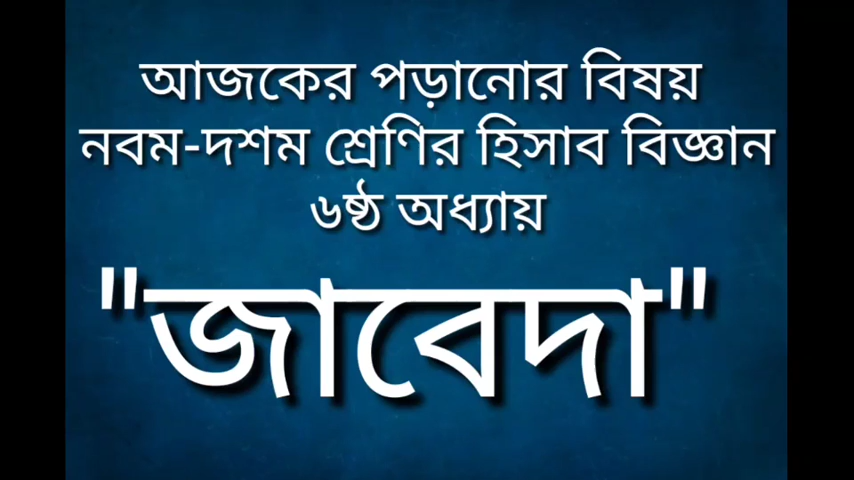 আজকের পড়ানোর বিষয়
নবম-দশম শ্রেণির হিসাব বিজ্ঞান
৬ষ্ঠ অধ্যায়
"জাবেদা"